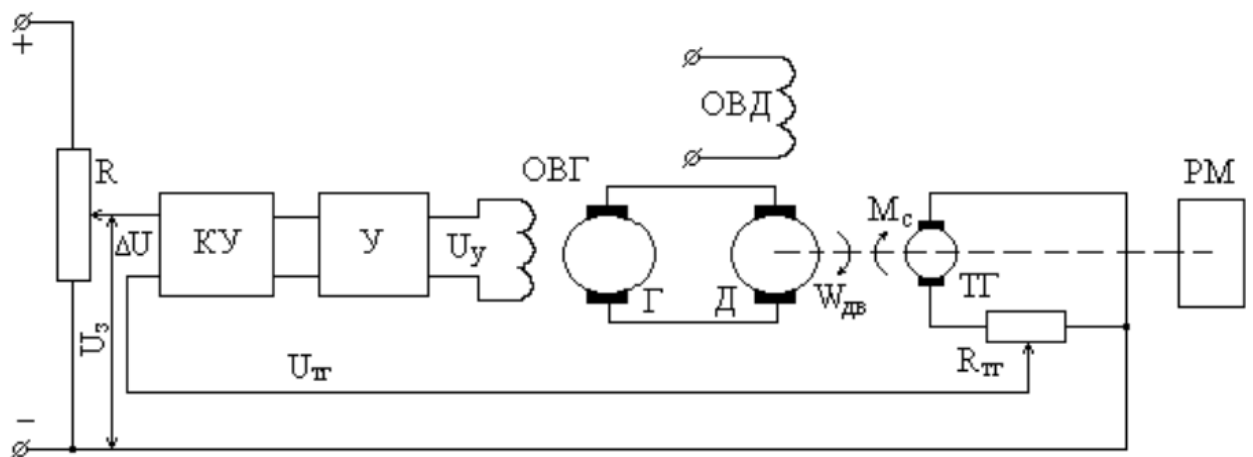 +
R
ΔU
КУ
У
Uу
ОВГ
ОВД
Г
Д
Mс
Wдв
ТГ
РМ
Uз
Uтг
Rтг
−